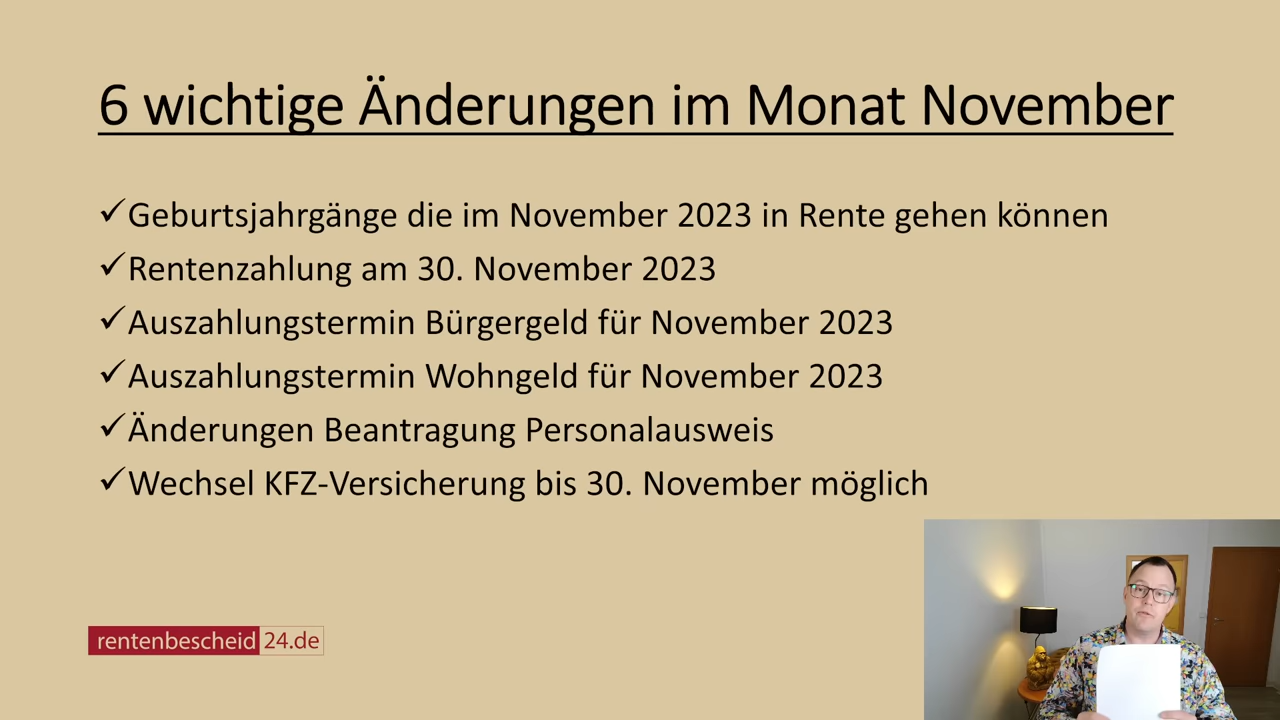 6 wichtige Änderungen im Monat November
✓Geburtsjahrgänge die im November 2023 in Rente gehen können
✓Rentenzahlung am 30. November 2023
✓Auszahlungstermin Bürgergeld für November 2023
✓Auszahlungstermin Wohngeld für November 2023
✓Änderungen Beantragung Personalausweis
✓Wechsel KFZ-Versicherung bis 30. November möglich
rentenbescheid 24.de